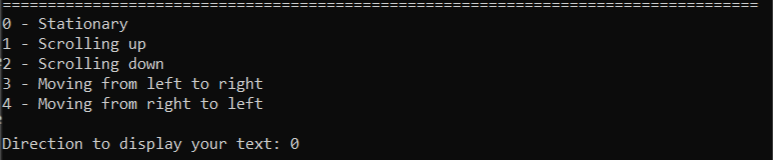 ====================================================================================
0 - Stationary
1 - Scrolling up
2 - Scrolling down
3 - Moving from left to right
4 - Moving from right to left
Direction to display your text: 0